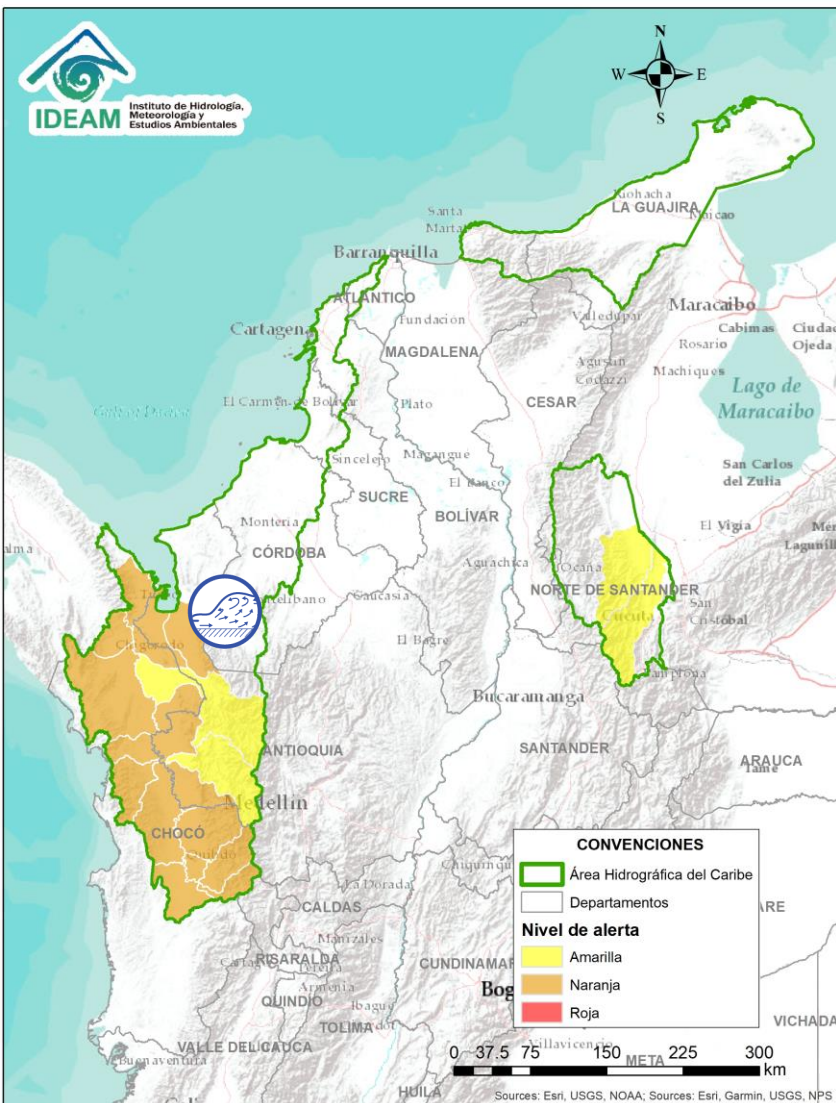 IDEAM
Instituto de Hidrología,
Meteorología y
Estudios Ambientales
N
W
E
S
Riohacha
LA GUAJIRA
Maicao
Santa
Marta
Barranquilla
ATLÁNTICO
Maracaibo
Cartagena
Fundación
Valledupar
Cabimas
Ciudad
Ojeda
MAGDALENA
Rosario
Agustín
Codazzi
Machiques
El Carmen de Bolívar
Plato
CESAR
Lago de
Maracaibo
Sincelejo
Magangué
San Carlos
del Zulia
SUCRE
El Banco
BOLÍVAR
Montería
El Vigía
CÓRDOBA
Aguachica
Ocaña
NORTE DE SANTANDER
Caucasia
Cúcuta
San
Cristóbal
Chigorodó
El Bagre
Pamplona
Bucaramanga
ANTIOQUIA
SANTANDER
ARAUCA
Tame
Medellín
CHOCÓ
Quibdó
La Dorada
CALDAS
Manizales
RISARALDA
Pereira
Armenia
QUINDÍO
Ibagué
TOLIMA
VALLE DEL CAUCA
Buenaventura
HUILA
Villavicencio
META
VICHADA
CONVENCIONES
Área Hidrográfica del Caribe
Departamentos
Nivel de alerta
Amarilla
Naranja
Roja
0 37.5 75 150 225 300
km
Sources: Esri, USGS, NOAA; Sources: Esri, Garmin, USGS, NPS